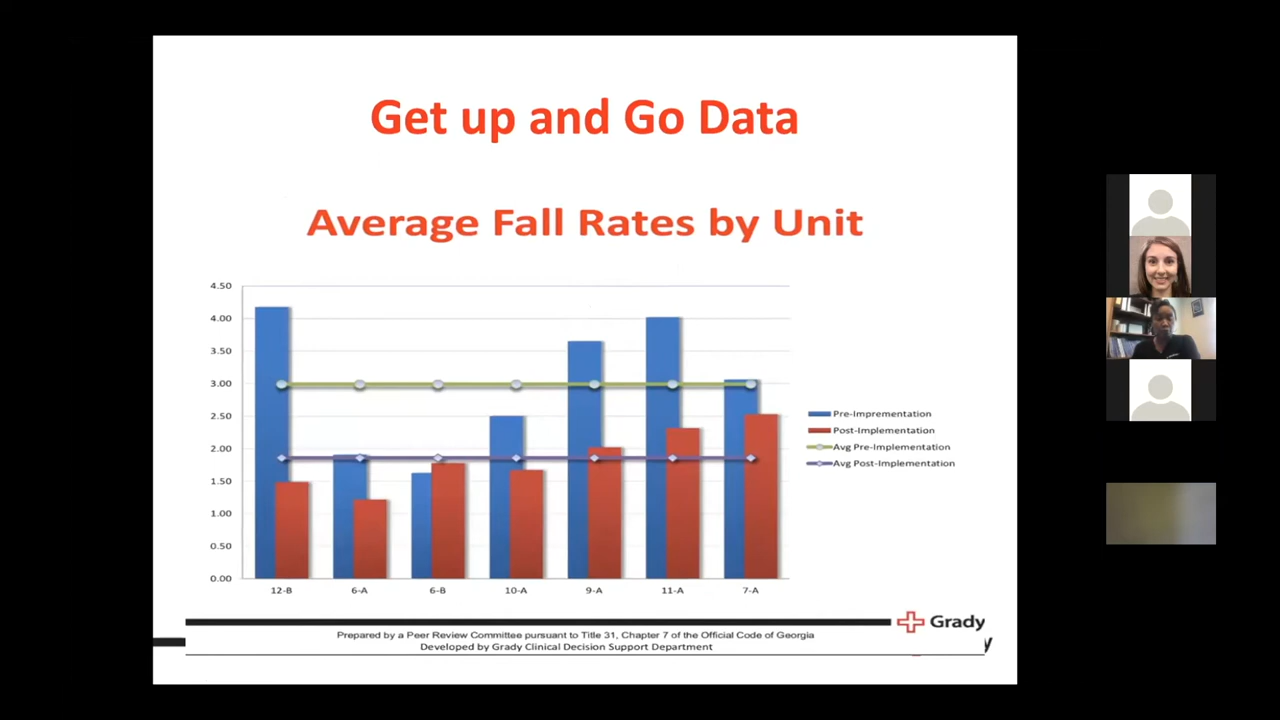 Get up and Go Data
Average Fall Rates by Unit
4.50
4.00
3.50
3.00
2.50
2.00
1.50
1.00
0.50
0.00
12-B 6-A 6-B 10-A 9-A 11-A 7-A
Pre-Imprementation
Post-Implementation
Avg Pre-Implementation
Avg Post-Implementation
Grady
Prepared by a Peer Review Committee pursuant to Title 31, Chapter 7 of the Official Code of Georgia
Developed by Grady Clinical Decision Support Department